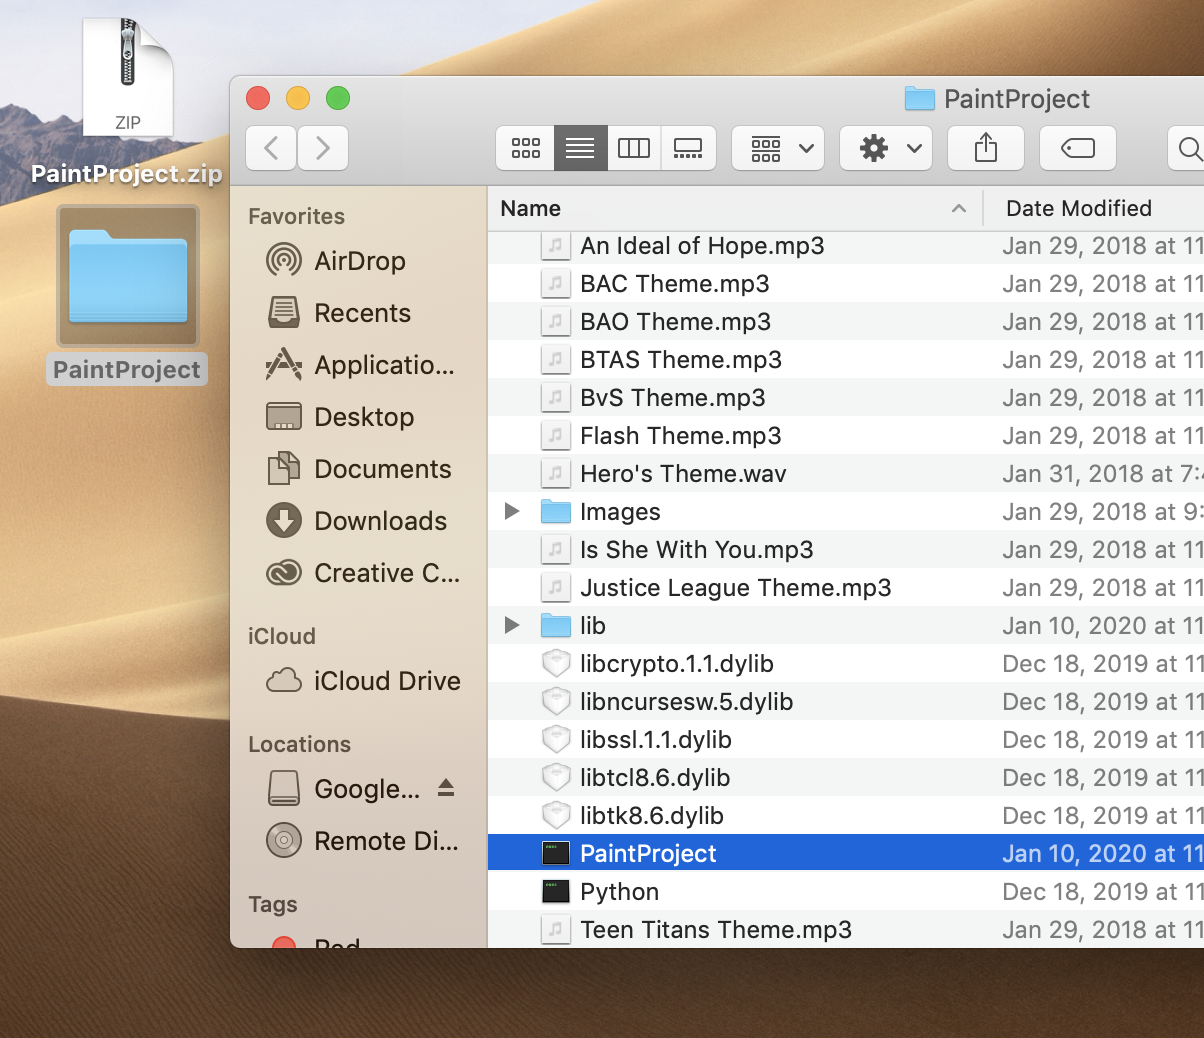 ZIP
PaintProject.zip
PaintProject
PaintProject
Favorites
AirDrop
Recents
Applicatio...
Desktop
Documents
Downloads
Creative C...
iCloud
iCloud Drive
Locations
Google...
Remote Di...
Tags
Red
Name Date Modified
An Ideal of Hope.mp3 Jan 29, 2018 at 11
BAC Theme.mp3 Jan 29, 2018 at 11
BAO Theme.mp3 Jan 29, 2018 at 11
BTAS Theme.mp3 Jan 29, 2018 at 11
BvS Theme.mp3 Jan 29, 2018 at 11
Flash Theme.mp3 Jan 29, 2018 at 11
Hero's Theme.wav Jan 31, 2018 at 7:4
Images Jan 29, 2018 at 9:
Is She With You.mp3 Jan 29, 2018 at 11
Justice League Theme.mp3 Jan 29, 2018 at 11
lib Jan 10, 2020 at 11
libcrypto.1.1.dylib Dec 18, 2019 at 11
libncursesw.5.dylib Dec 18, 2019 at 11
libssl.1.1.dylib Dec 18, 2019 at 11
libtcl8.6.dylib Dec 18, 2019 at 11
libtk8.6.dylib Dec 18, 2019 at 11
PaintProject Jan 10, 2020 at 11
Python Dec 18, 2019 at 11
Teen Titans Theme.mp3 Jan 29, 2018 at 11